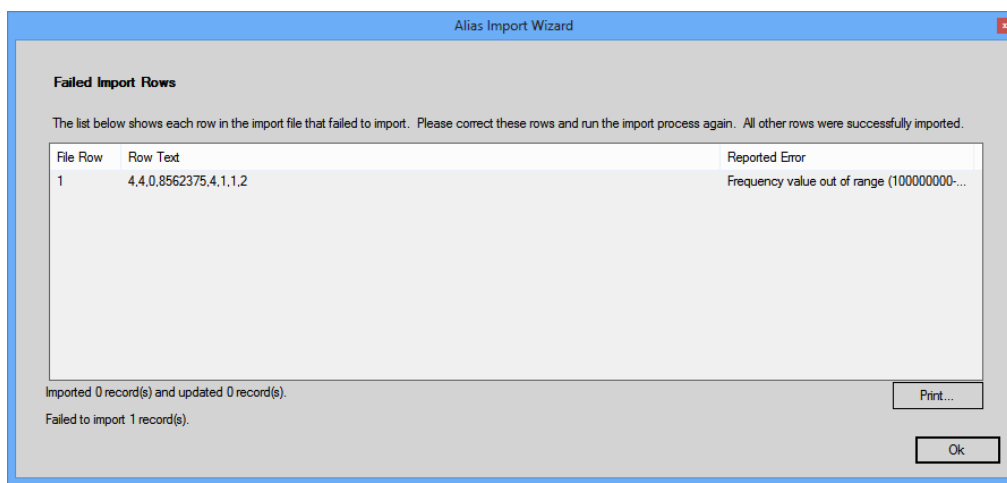 Alias Import Wizard
x
Failed Import Rows
The list below shows each row in the import file that failed to import. Please correct these rows and run the import process again. All other rows were successfully imported.
File Row Row Text Reported Error
1 4,4,0,8562375,4,1,1,2 Frequency value out of range (100000000-...
Imported 0 record(s) and updated 0 record(s).
Print...
Failed to import 1 record(s).
Ok